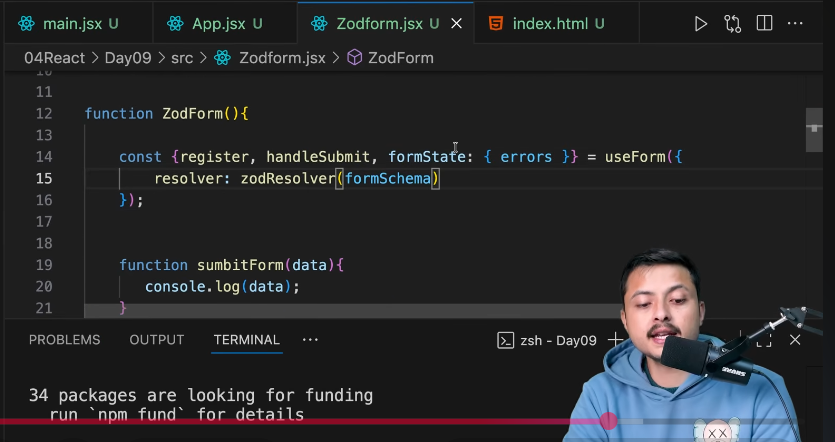 main.jsx U App.jsx U Zodform.jsx U index.html U
04React > Day09 > src > Zodform.jsx > ZodForm
11
12 function ZodForm(){
13
14 const {register, handleSubmit, formState: { errors }} = useForm({
15 resolver: zodResolver(formSchema)
16 });
17
18
19 function sumbitForm(data){
20 console.log(data);
21 }
PROBLEMS OUTPUT TERMINAL ... zsh - Day09
34 packages are looking for funding
run `npm fund` for details